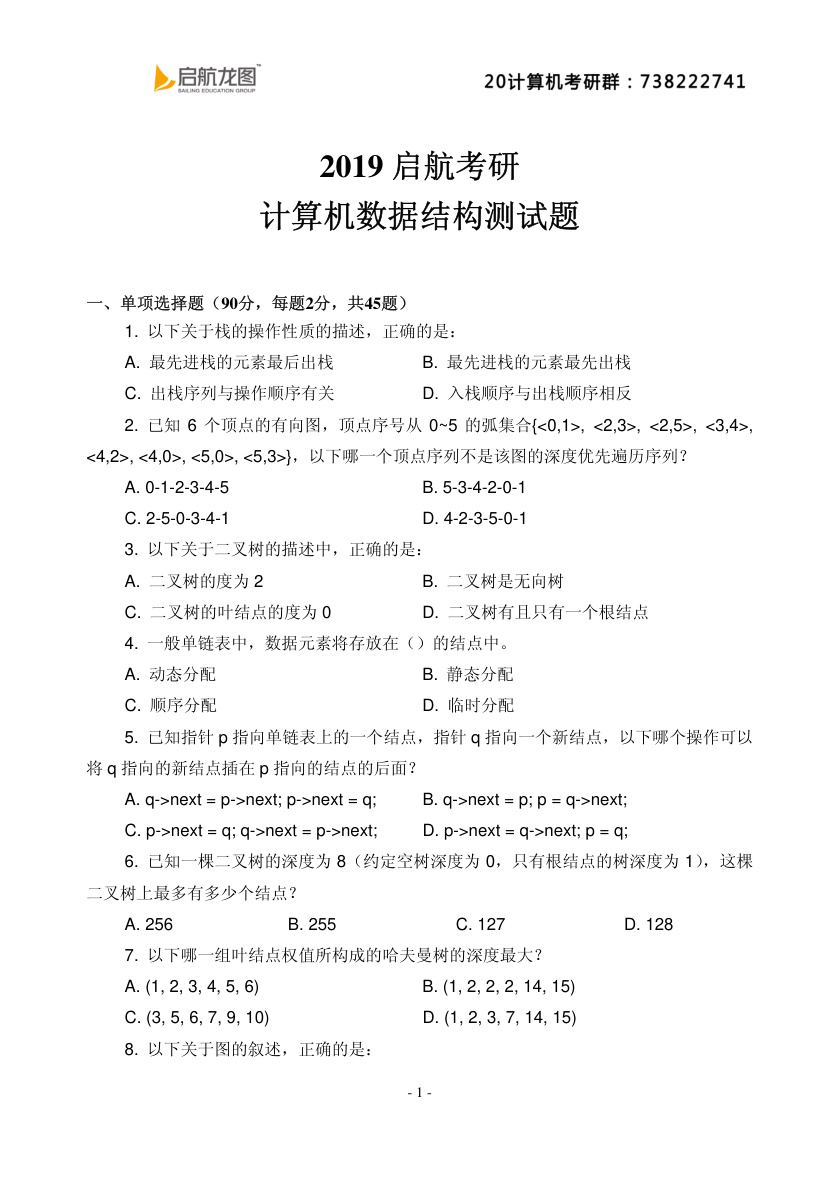 启航龙图™
SAILING EDUCATION GROUP
20计算机考研群：738222741
2019 启航考研
计算机数据结构测试题
一、单项选择题（90分，每题2分，共45题）
1. 以下关于栈的操作性质的描述，正确的是：
A. 最先进栈的元素最后出栈 B. 最先进栈的元素最先出栈
C. 出栈序列与操作顺序有关 D. 入栈顺序与出栈顺序相反
2. 已知 6 个顶点的有向图，顶点序号从 0~5 的弧集合{<0,1>, <2,3>, <2,5>, <3,4>,
<4,2>, <4,0>, <5,0>, <5,3>}，以下哪一个顶点序列不是该图的深度优先遍历序列？
A. 0-1-2-3-4-5 B. 5-3-4-2-0-1
C. 2-5-0-3-4-1 D. 4-2-3-5-0-1
3. 以下关于二叉树的描述中，正确的是：
A. 二叉树的度为 2 B. 二叉树是无向树
C. 二叉树的叶结点的度为 0 D. 二叉树有且只有一个根结点
4. 一般单链表中，数据元素将存放在（）的结点中。
A. 动态分配 B. 静态分配
C. 顺序分配 D. 临时分配
5. 已知指针 p 指向单链表上的一个结点，指针 q 指向一个新结点，以下哪个操作可以
将 q 指向的新结点插在 p 指向的结点的后面？
A. q->next = p->next; p->next = q; B. q->next = p; p = q->next;
C. p->next = q; q->next = p->next; D. p->next = q->next; p = q;
6. 已知一棵二叉树的深度为 8（约定空树深度为 0，只有根结点的树深度为 1），这棵
二叉树上最多有多少个结点？
A. 256 B. 255 C. 127 D. 128
7. 以下哪一组叶结点权值所构成的哈夫曼树的深度最大？
A. (1, 2, 3, 4, 5, 6) B. (1, 2, 2, 2, 14, 15)
C. (3, 5, 6, 7, 9, 10) D. (1, 2, 3, 7, 14, 15)
8. 以下关于图的叙述，正确的是：
- 1 -